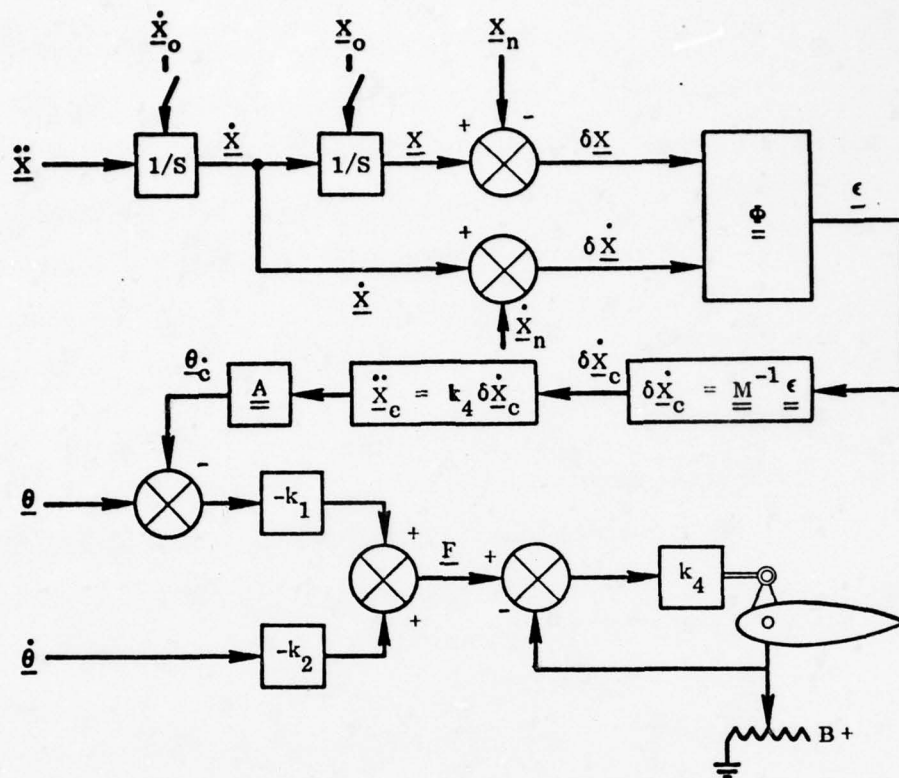 Ẋ₀ X₀ Xₙ
Ẍ 1/S Ẋ 1/S X + - δX
Φ ϵ
+ δẊ
Ẋ Ẋₙ
θ̇c A Ẍc = k₄ δẊc δẊc δẊc = M⁻¹ ϵ
-
θ -k₁
+
F + k₄
+ -
θ̇ -k₂
B +